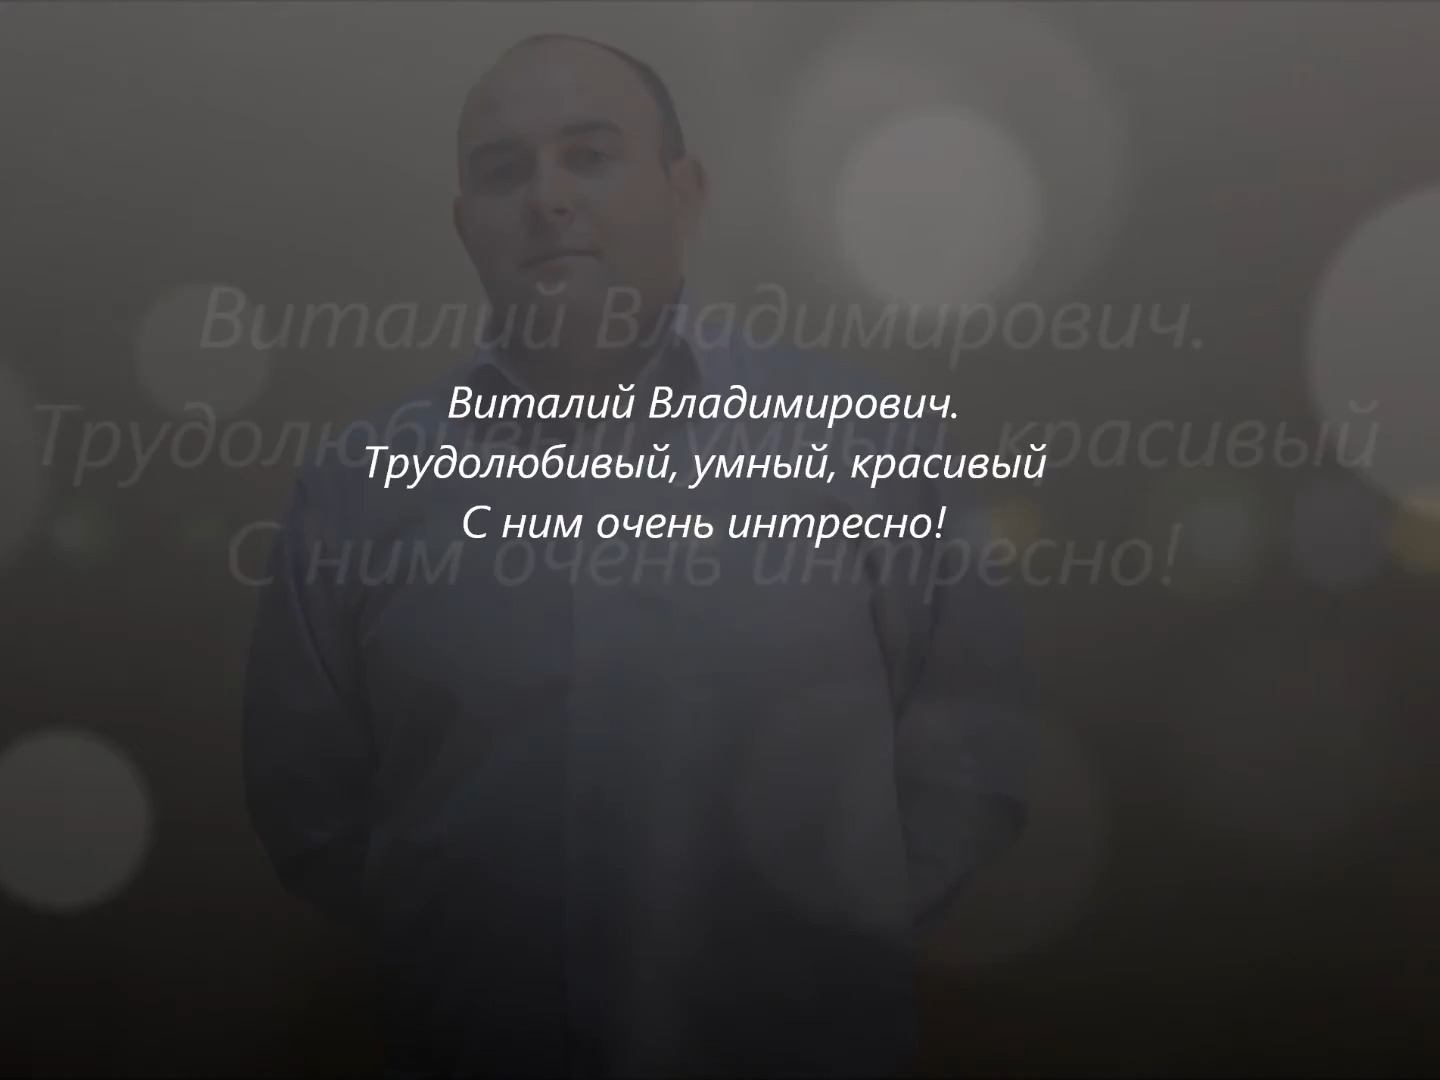 Виталий Владимирович.
Трудолюбивый, умный, красивый
С ним очень интресно!